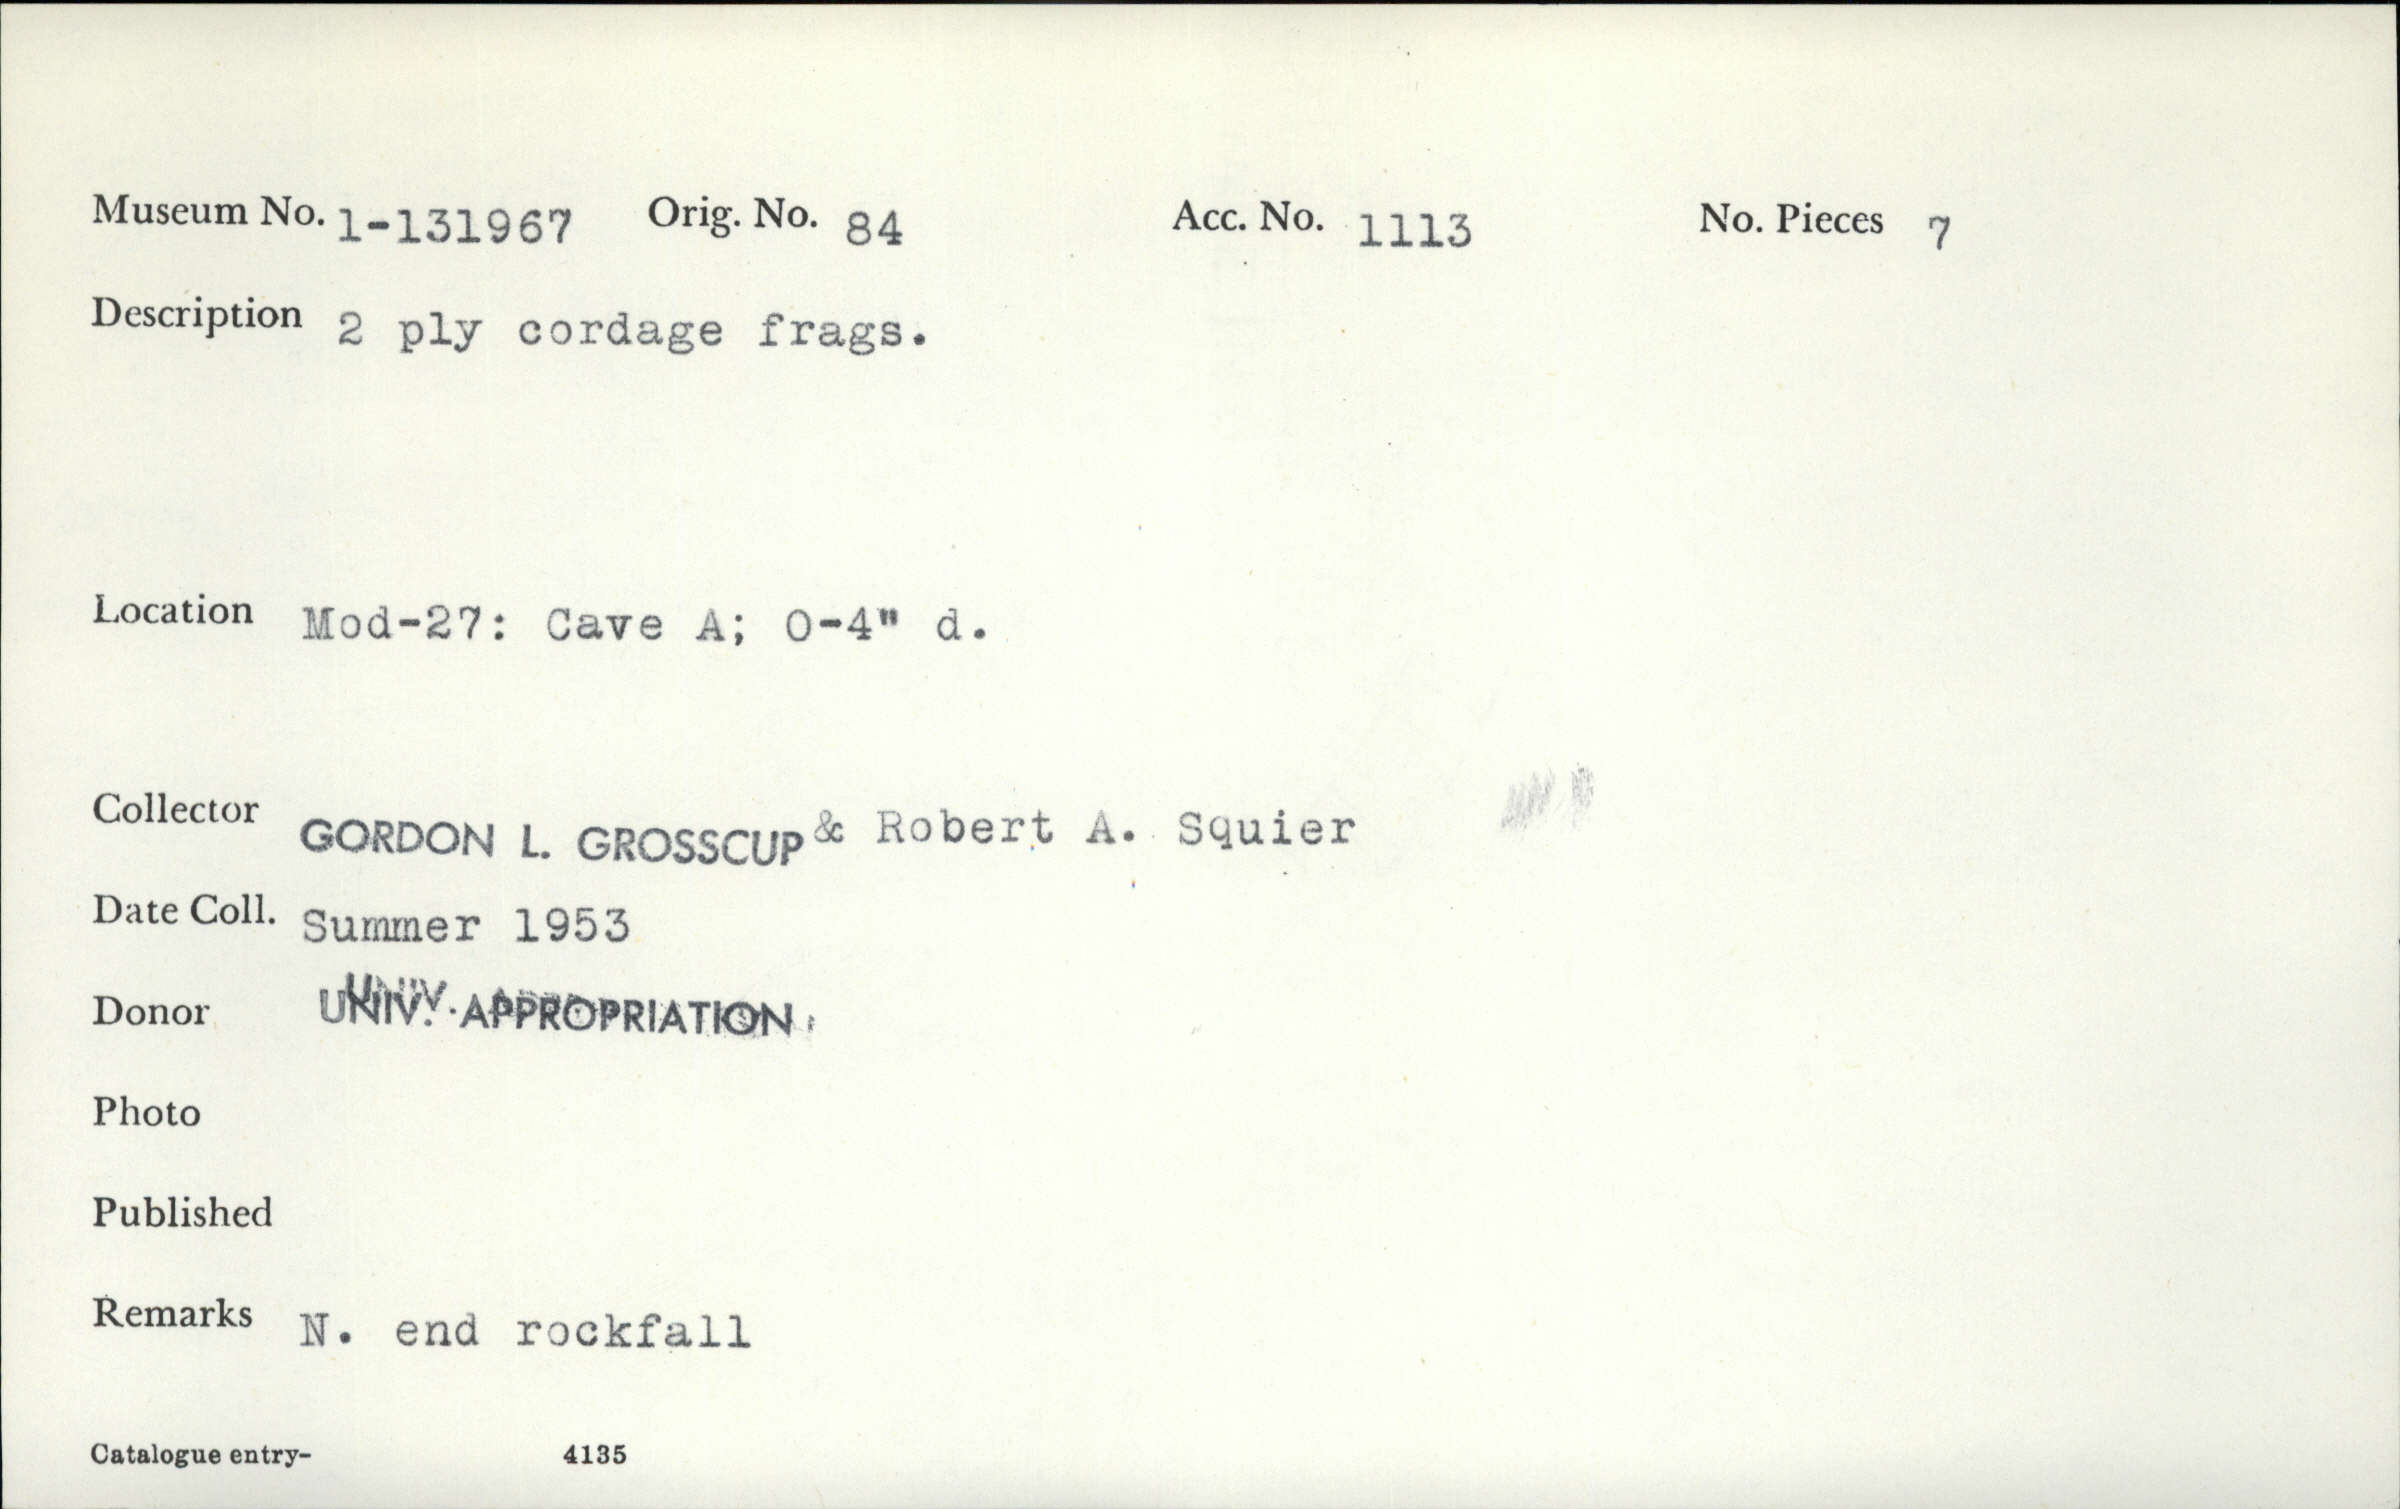 Museum No. 1-131967 Orig. No. 84 Acc. No. 1113 No. Pieces 7
Description 2 ply cordage frags.
Location Mod-27: Cave A; 0-4" d.
Collector GORDON L. GROSSCUP & Robert A. Squier
Date Coll. Summer 1953
Donor UNIV. APPROPRIATION
Photo
Published
Remarks N. end rockfall
Catalogue entry- 4135